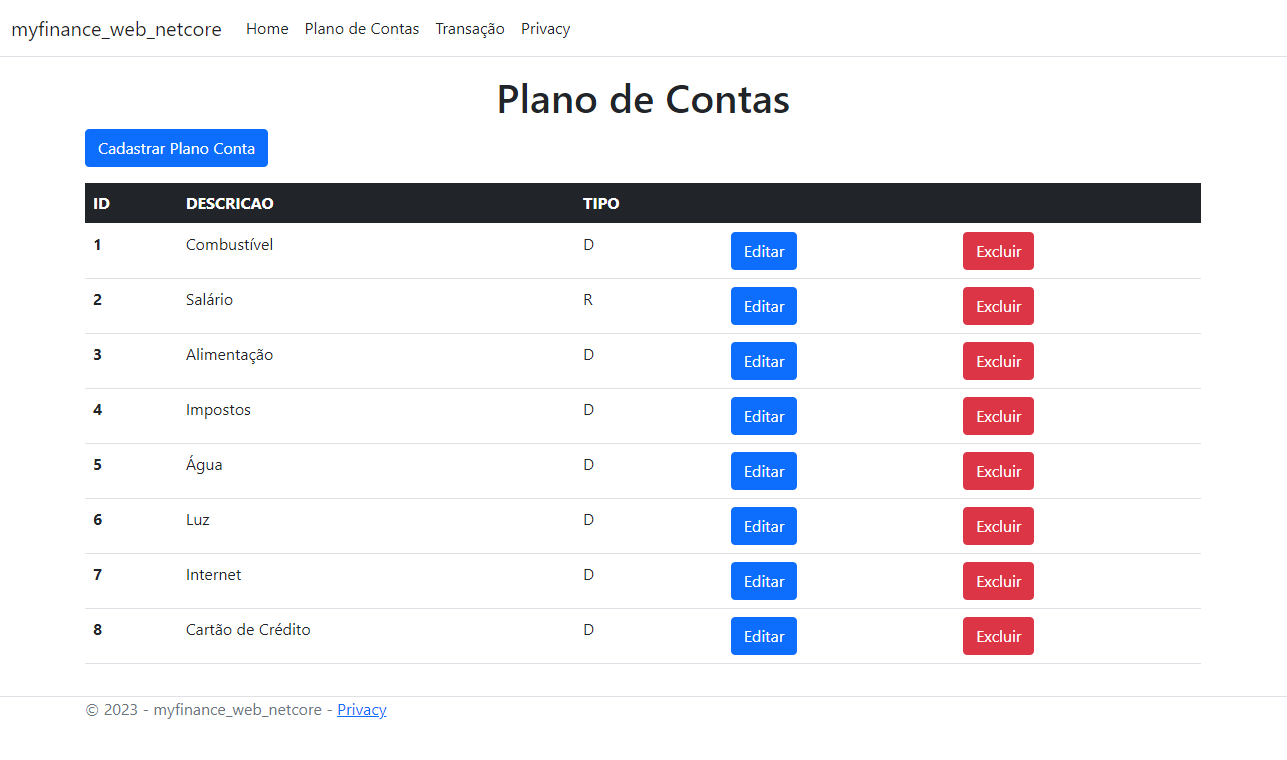 myfinance_web_netcore Home Plano de Contas Transação Privacy
Plano de Contas
Cadastrar Plano Conta
ID DESCRICAO TIPO
1 Combustível D Editar Excluir
2 Salário R Editar Excluir
3 Alimentação D Editar Excluir
4 Impostos D Editar Excluir
5 Água D Editar Excluir
6 Luz D Editar Excluir
7 Internet D Editar Excluir
8 Cartão de Crédito D Editar Excluir
© 2023 - myfinance_web_netcore - Privacy